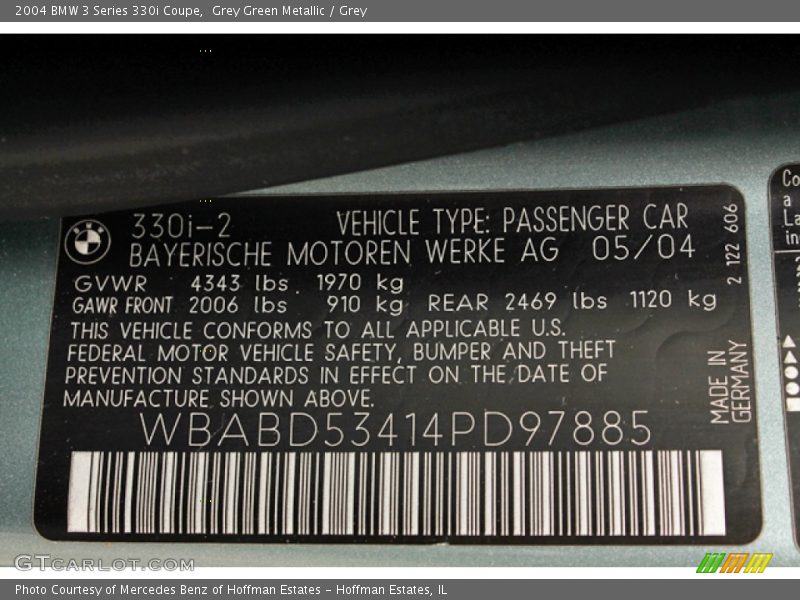 2004 BMW 3 Series 330i Coupe,  Grey Green Metallic / Grey
330i-2 VEHICLE TYPE: PASSENGER CAR
BAYERISCHE MOTOREN WERKE AG 05/04
GVWR 4343 lbs 1970 kg
GAWR FRONT 2006 lbs 910 kg REAR 2469 lbs 1120 kg
THIS VEHICLE CONFORMS TO ALL APPLICABLE U.S.
FEDERAL MOTOR VEHICLE SAFETY, BUMPER AND THEFT
PREVENTION STANDARDS IN EFFECT ON THE DATE OF
MANUFACTURE SHOWN ABOVE.
WBABD53414PD97885
2 122 606
MADE IN
GERMANY
Co
a
La
in
GTCARLOT.COM
Photo Courtesy of Mercedes Benz of Hoffman Estates - Hoffman Estates, IL